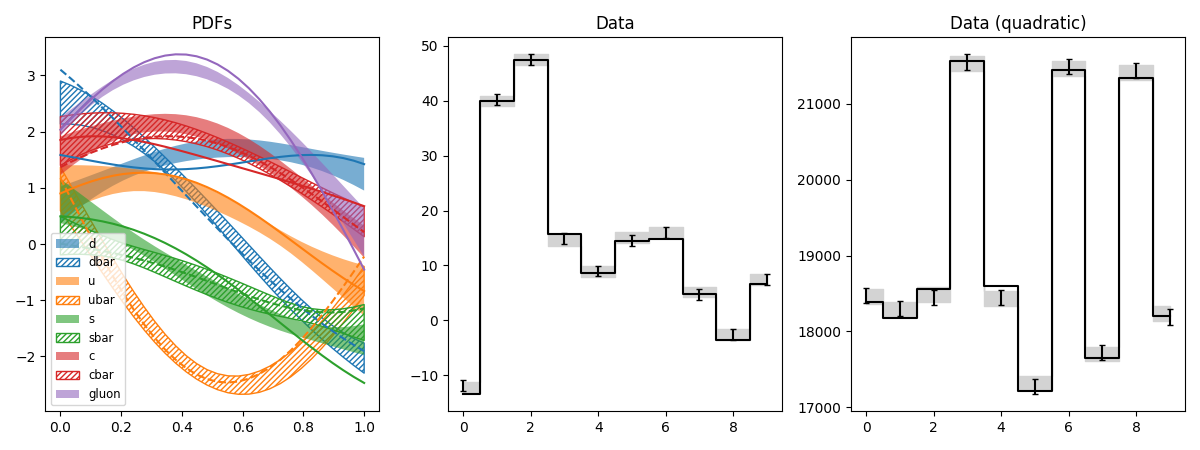 PDFs
3
2
1
0
−1
−2
d
dbar
u
ubar
s
sbar
c
cbar
gluon
0.0 0.2 0.4 0.6 0.8 1.0
Data
50
40
30
20
10
0
−10
0 2 4 6 8
Data (quadratic)
21000
20000
19000
18000
17000
0 2 4 6 8